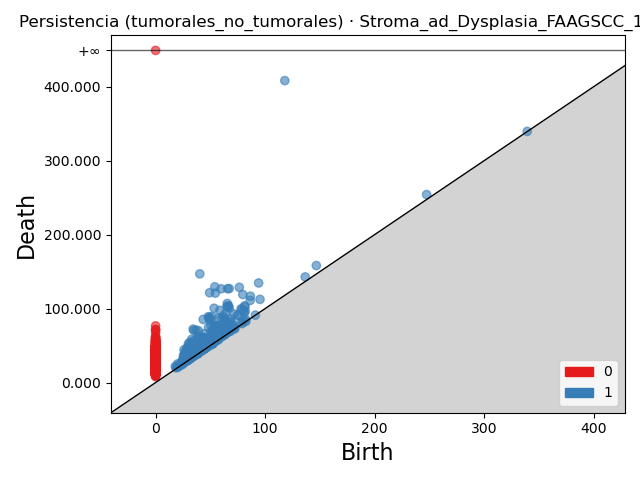 Persistencia (tumorales_no_tumorales) · Stroma_ad_Dysplasia_FAAGSCC_1
+∞
400.000
300.000
200.000
100.000
0.000
Death
0
1
0 100 200 300 400
Birth